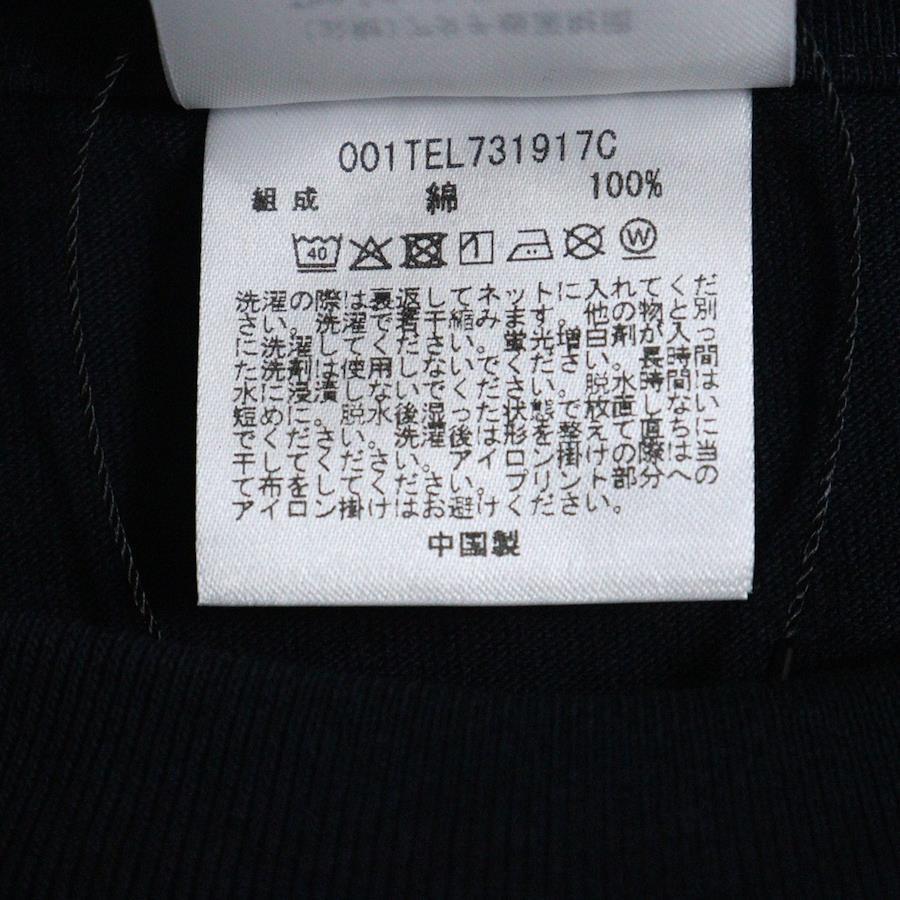 001TEL731917C
組成 綿 100%
40 1 W
洗濯の際は裏返してネットに入れてくだ
さい。洗濯で若干縮みます。他の物と別
に洗濯してください。蛍光増白剤が入っ
た洗剤は使用しないでください。長時間
水に浸漬しないでください。脱水時間は
短めに。脱水後湿った状態で放置しない
でください。洗濯後は形を整えて直ちに
干してください。アイロン掛けの際は当
て布をしてください。プリント部分への
アイロン掛けはお避けください。
中国製